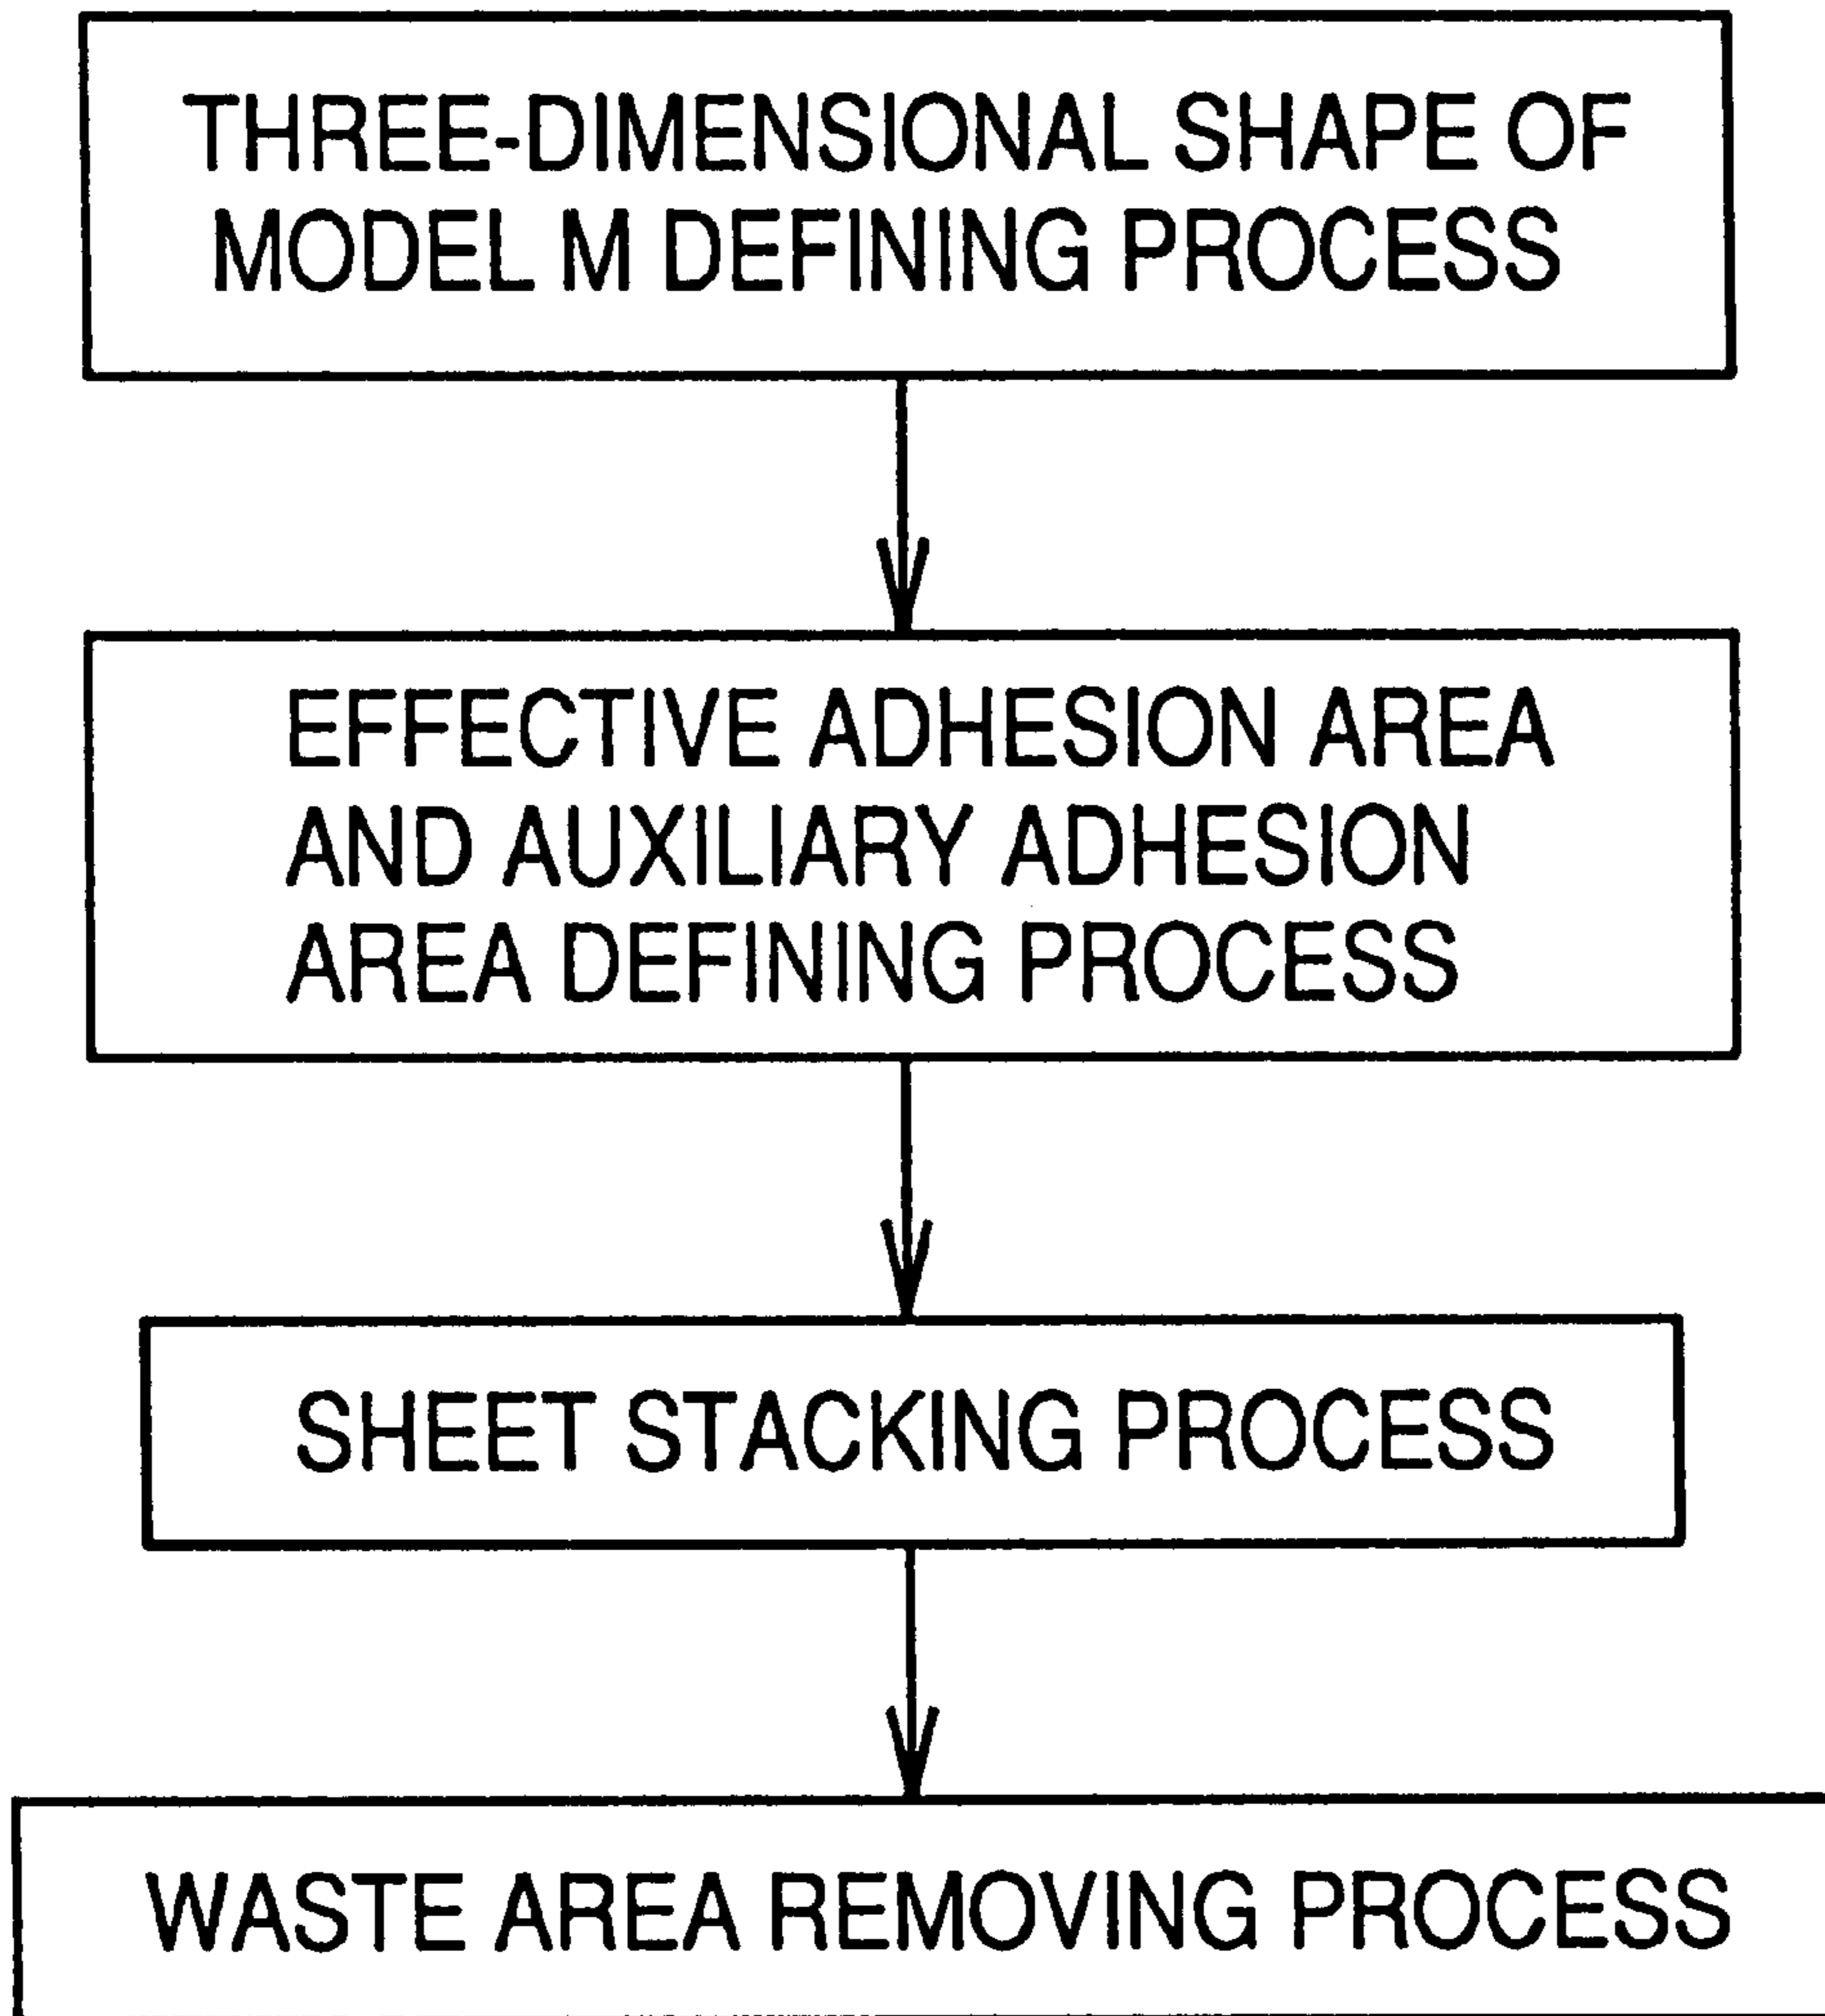 THREE-DIMENSIONAL SHAPE OF
MODEL M DEFINING PROCESS
EFFECTIVE ADHESION AREA
AND AUXILIARY ADHESION
AREA DEFINING PROCESS
SHEET STACKING PROCESS
WASTE AREA REMOVING PROCESS